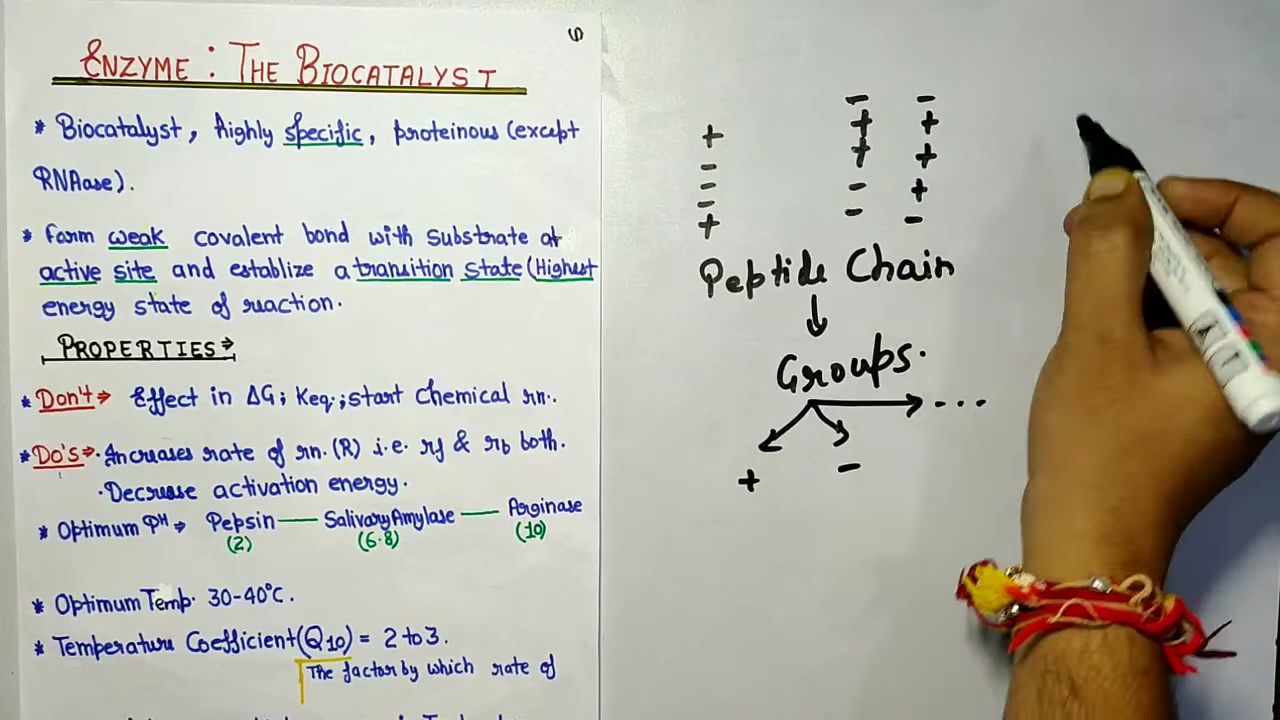 ENZYME : THE BIOCATALYST
* Biocatalyst, highly specific, proteinous (except
RNAase).
* Form weak covalent bond with substrate at
active site and establize a transition state (Highest
energy state of reaction.
PROPERTIES→
* Don't → Effect in ΔG; Keq.; start chemical rn..
* Do's → • Increases rate of rn. (R) i.e. rf & rb both.
• Decrease activation energy.
* Optimum PH → Pepsin — Salivary Amylase — Arginase
(2) (6.8) (10)
* Optimum Temp. 30-40°C.
* Temperature Coefficient (Q10) = 2 to 3.
The factor by which rate of
- -
+ + +
- + +
- - +
- - -
+
Peptide Chain
↓
Groups.
...
+ -